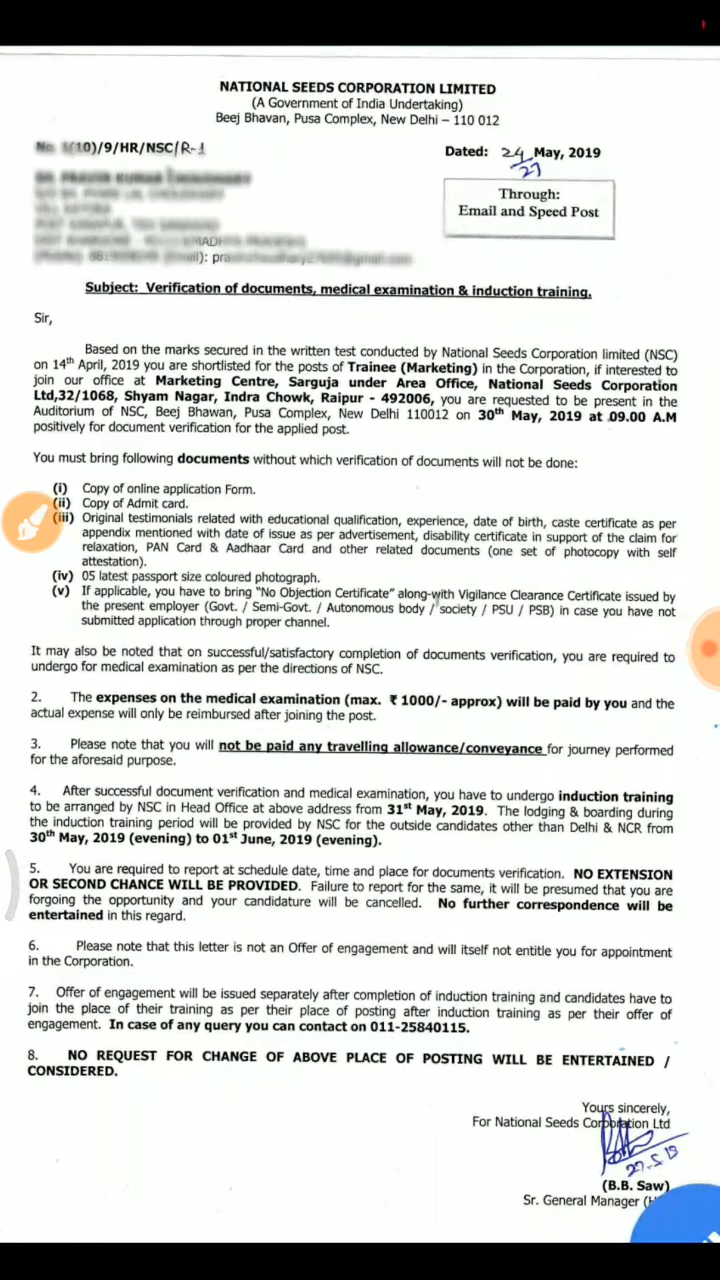 NATIONAL SEEDS CORPORATION LIMITED
(A Government of India Undertaking)
Beej Bhavan, Pusa Complex, New Delhi – 110 012
No. (10)/9/HR/NSC/R-1
Dated: 24 May, 2019
27
Through:
Email and Speed Post
Subject: Verification of documents, medical examination & induction training.
Sir,
Based on the marks secured in the written test conducted by National Seeds Corporation limited (NSC)
on 14th April, 2019 you are shortlisted for the posts of Trainee (Marketing) in the Corporation, if interested to
join our office at Marketing Centre, Sarguja under Area Office, National Seeds Corporation
Ltd,32/1068, Shyam Nagar, Indra Chowk, Raipur - 492006, you are requested to be present in the
Auditorium of NSC, Beej Bhawan, Pusa Complex, New Delhi 110012 on 30th May, 2019 at 09.00 A.M
positively for document verification for the applied post.
You must bring following documents without which verification of documents will not be done:
(i) Copy of online application Form.
(ii) Copy of Admit card.
(iii) Original testimonials related with educational qualification, experience, date of birth, caste certificate as per
appendix mentioned with date of issue as per advertisement, disability certificate in support of the claim for
relaxation, PAN Card & Aadhaar Card and other related documents (one set of photocopy with self
attestation).
(iv) 05 latest passport size coloured photograph.
(v) If applicable, you have to bring "No Objection Certificate" along-with Vigilance Clearance Certificate issued by
the present employer (Govt. / Semi-Govt. / Autonomous body / society / PSU / PSB) in case you have not
submitted application through proper channel.
It may also be noted that on successful/satisfactory completion of documents verification, you are required to
undergo for medical examination as per the directions of NSC.
2. The expenses on the medical examination (max. ₹ 1000/- approx) will be paid by you and the
actual expense will only be reimbursed after joining the post.
3. Please note that you will not be paid any travelling allowance/conveyance for journey performed
for the aforesaid purpose.
4. After successful document verification and medical examination, you have to undergo induction training
to be arranged by NSC in Head Office at above address from 31st May, 2019. The lodging & boarding during
the induction training period will be provided by NSC for the outside candidates other than Delhi & NCR from
30th May, 2019 (evening) to 01st June, 2019 (evening).
5. You are required to report at schedule date, time and place for documents verification. NO EXTENSION
OR SECOND CHANCE WILL BE PROVIDED. Failure to report for the same, it will be presumed that you are
forgoing the opportunity and your candidature will be cancelled. No further correspondence will be
entertained in this regard.
6. Please note that this letter is not an Offer of engagement and will itself not entitle you for appointment
in the Corporation.
7. Offer of engagement will be issued separately after completion of induction training and candidates have to
join the place of their training as per their place of posting after induction training as per their offer of
engagement. In case of any query you can contact on 011-25840115.
8. NO REQUEST FOR CHANGE OF ABOVE PLACE OF POSTING WILL BE ENTERTAINED /
CONSIDERED.
Yours sincerely,
For National Seeds Corporation Ltd
27.5.19
(B.B. Saw)
Sr. General Manager